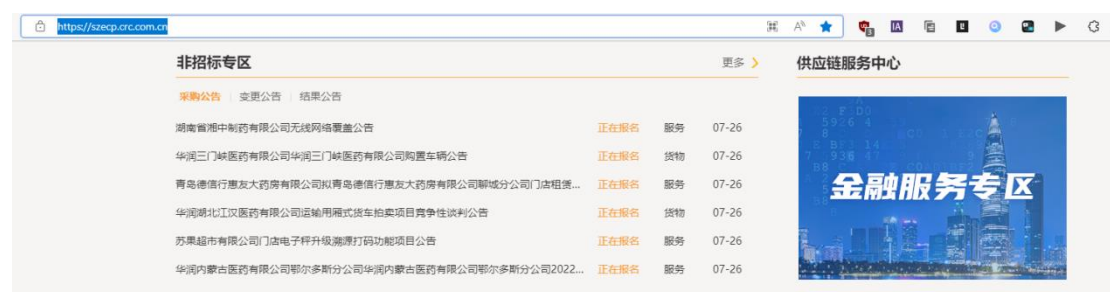 https://szecp.crc.com.cn
非招标专区 更多 >
供应链服务中心
采购公告 变更公告 结果公告
湖南省湘中制药有限公司无线网络覆盖公告 正在报名 服务 07-26
华润三门峡医药有限公司华润三门峡医药有限公司购置车辆公告 正在报名 货物 07-26
青岛德信行惠友大药房有限公司拟青岛德信行惠友大药房有限公司聊城分公司门店租赁... 正在报名 服务 07-26
华润湖北江汉医药有限公司运输用厢式货车拍卖项目竞争性谈判公告 正在报名 货物 07-26
苏果超市有限公司门店电子秤升级溯源打码功能项目公告 正在报名 服务 07-26
华润内蒙古医药有限公司鄂尔多斯分公司华润内蒙古医药有限公司鄂尔多斯分公司2022... 正在报名 服务 07-26
金融服务专区